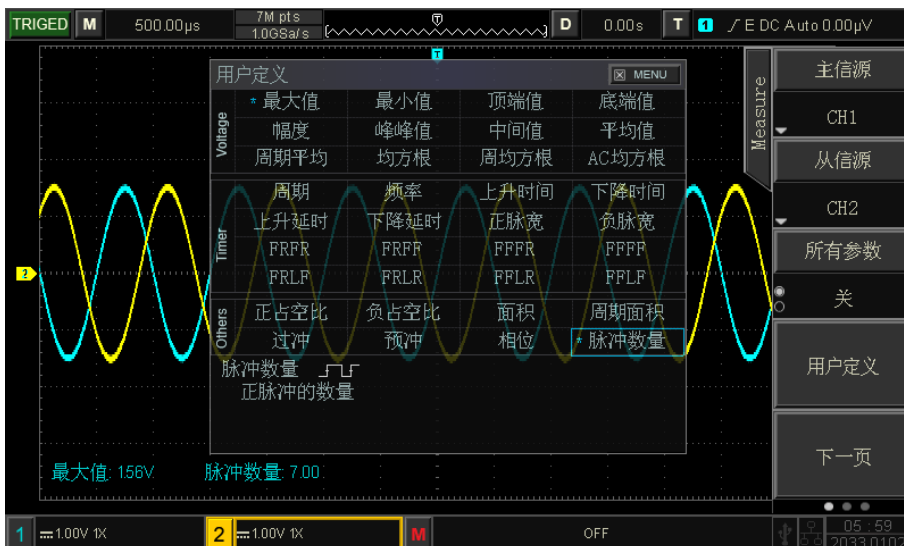 TRIGED M 500.00μs 7M pts D 0.00s T 1 E DC Auto 0.00μV
1.0GSa/s
T
用户定义 MENU
Voltage
* 最大值 最小值 顶端值 底端值
幅度 峰峰值 中间值 平均值
周期平均 均方根 周均方根 AC均方根
Timer
周期 频率 上升时间 下降时间
上升延时 下降延时 正脉宽 负脉宽
FRFR FRFF FFFR FFFF
FRLF FRLR FFLR FFLF
Others
正占空比 负占空比 面积 周期面积
过冲 预冲 相位 * 脉冲数量
脉冲数量
正脉冲的数量
2
最大值: 1.56V 脉冲数量: 7.00
Measure
主信源
CH1
从信源
CH2
所有参数
关
用户定义
下一页
1 1.00V 1X 2 1.00V 1X M OFF 05:59
2033.0102